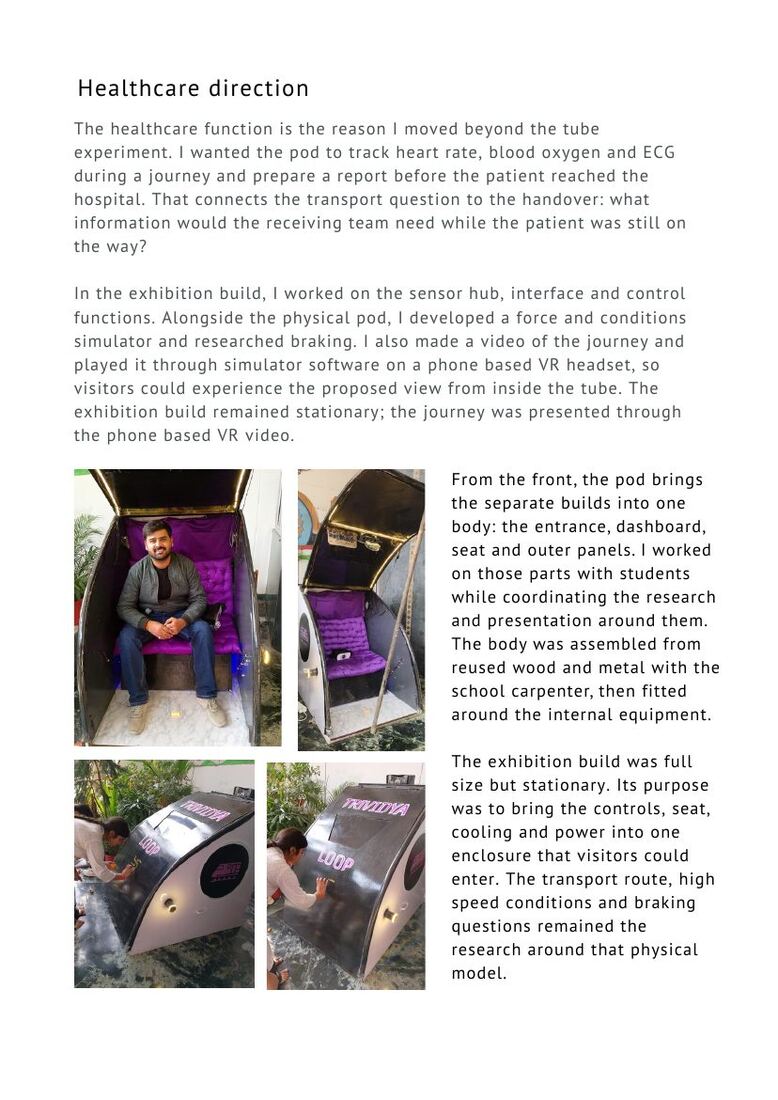 Healthcare direction
The healthcare function is the reason I moved beyond the tube
experiment. I wanted the pod to track heart rate, blood oxygen and ECG
during a journey and prepare a report before the patient reached the
hospital. That connects the transport question to the handover: what
information would the receiving team need while the patient was still on
the way?
In the exhibition build, I worked on the sensor hub, interface and control
functions. Alongside the physical pod, I developed a force and conditions
simulator and researched braking. I also made a video of the journey and
played it through simulator software on a phone based VR headset, so
visitors could experience the proposed view from inside the tube. The
exhibition build remained stationary; the journey was presented through
the phone based VR video.
From the front, the pod brings
the separate builds into one
body: the entrance, dashboard,
seat and outer panels. I worked
on those parts with students
while coordinating the research
and presentation around them.
The body was assembled from
reused wood and metal with the
school carpenter, then fitted
around the internal equipment.
The exhibition build was full
size but stationary. Its purpose
was to bring the controls, seat,
cooling and power into one
enclosure that visitors could
enter. The transport route, high
speed conditions and braking
questions remained the
research around that physical
model.
TRIVIDYA
LOOP
TRIVIDYA
LOOP